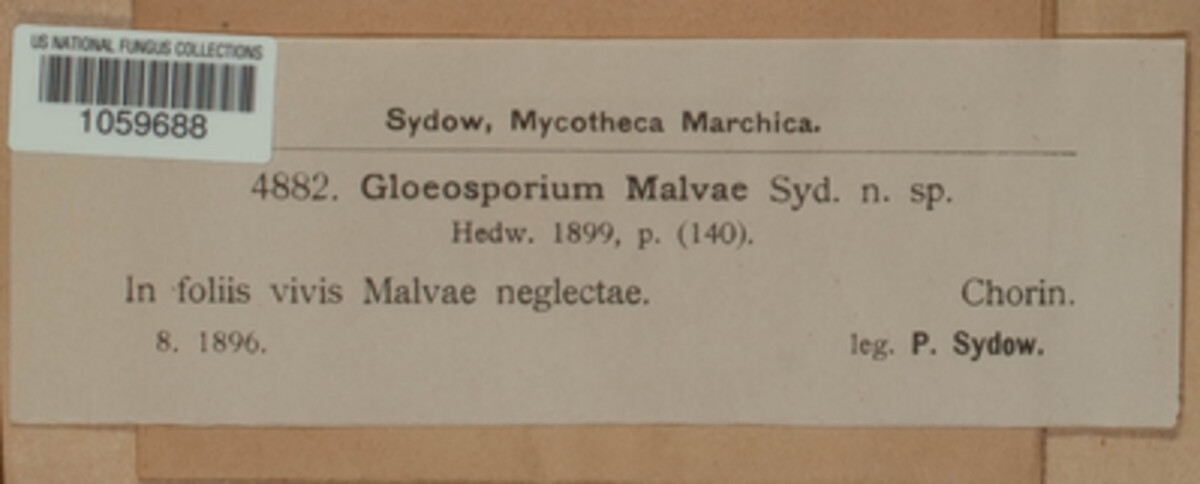 US NATIONAL FUNGUS COLLECTIONS
1059688
Sydow, Mycotheca Marchica.
4882. Gloeosporium Malvae Syd. n. sp.
Hedw. 1899, p. (140).
In foliis vivis Malvae neglectae. Chorin.
8. 1896. leg. P. Sydow.